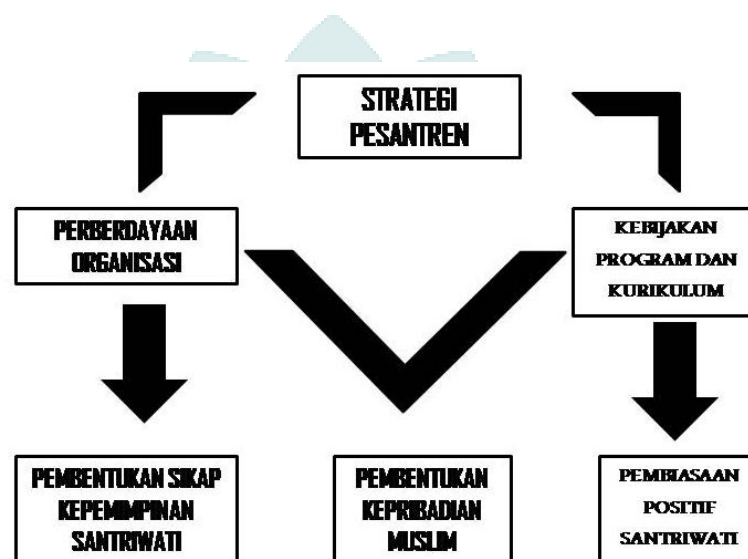 STRATEGI
PESANTREN
PERBERDAYAAN
ORGANISASI
KEBIJAKAN
PROGRAM DAN
KURIKULUM
PEMBENTUKAN SIKAP
KEPEMIMPINAN
SANTRIWATI
PEMBENTUKAN
KEPRIBADIAN
MUSLIM
PEMBIASAAN
POSITIF
SANTRIWATI